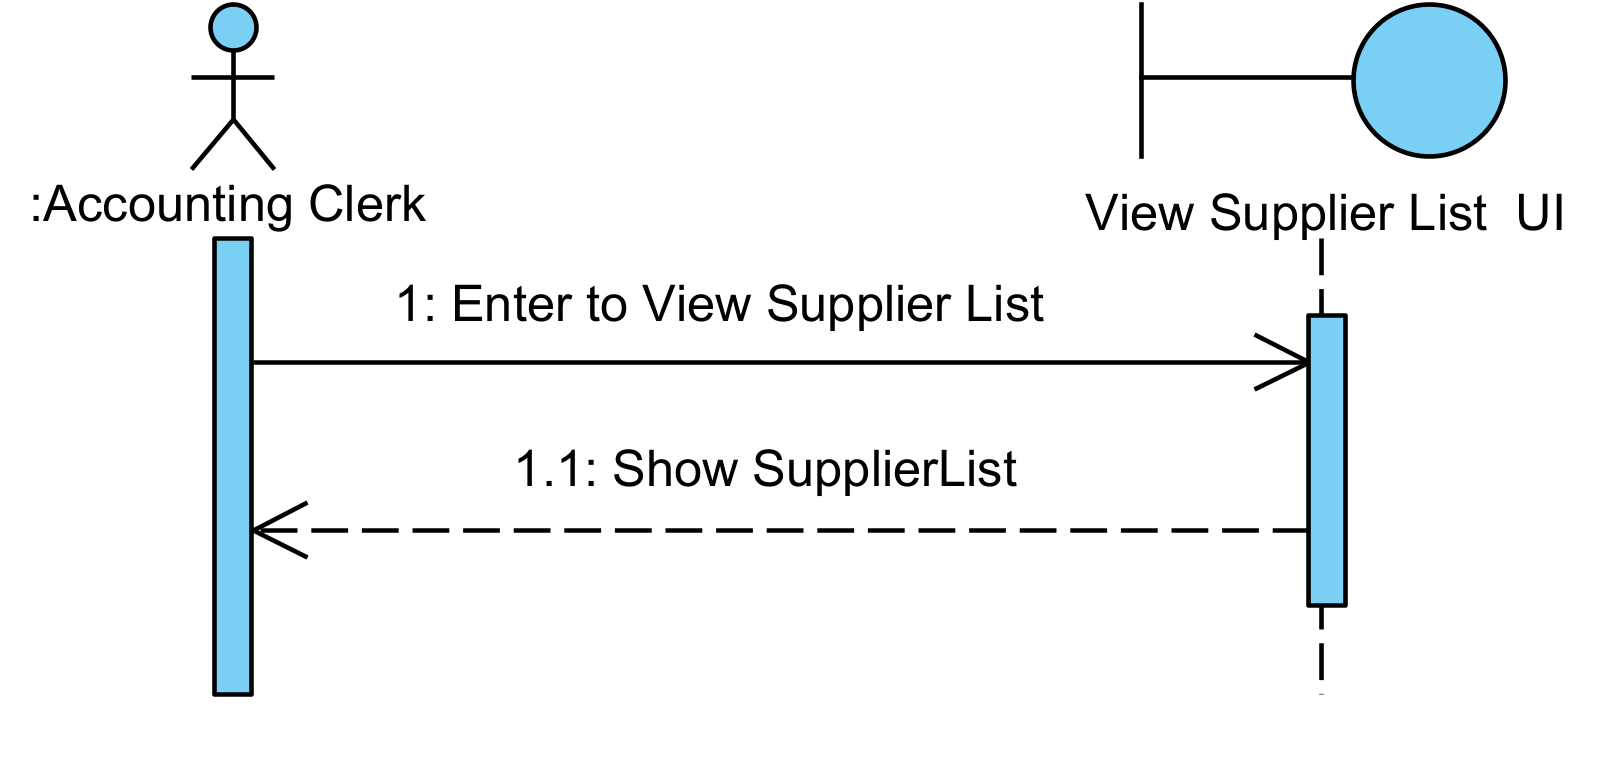 :Accounting Clerk
View Supplier List  UI
1: Enter to View Supplier List
1.1: Show SupplierList